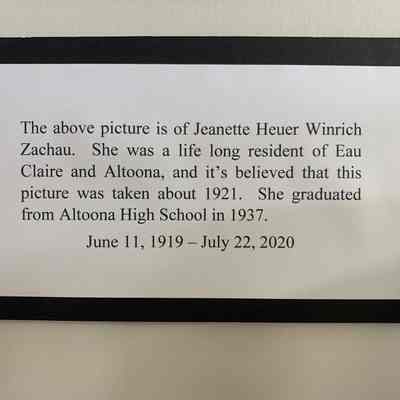 The above picture is of Jeanette Heuer Winrich
Zachau. She was a life long resident of Eau
Claire and Altoona, and it's believed that this
picture was taken about 1921. She graduated
from Altoona High School in 1937.
June 11, 1919 – July 22, 2020